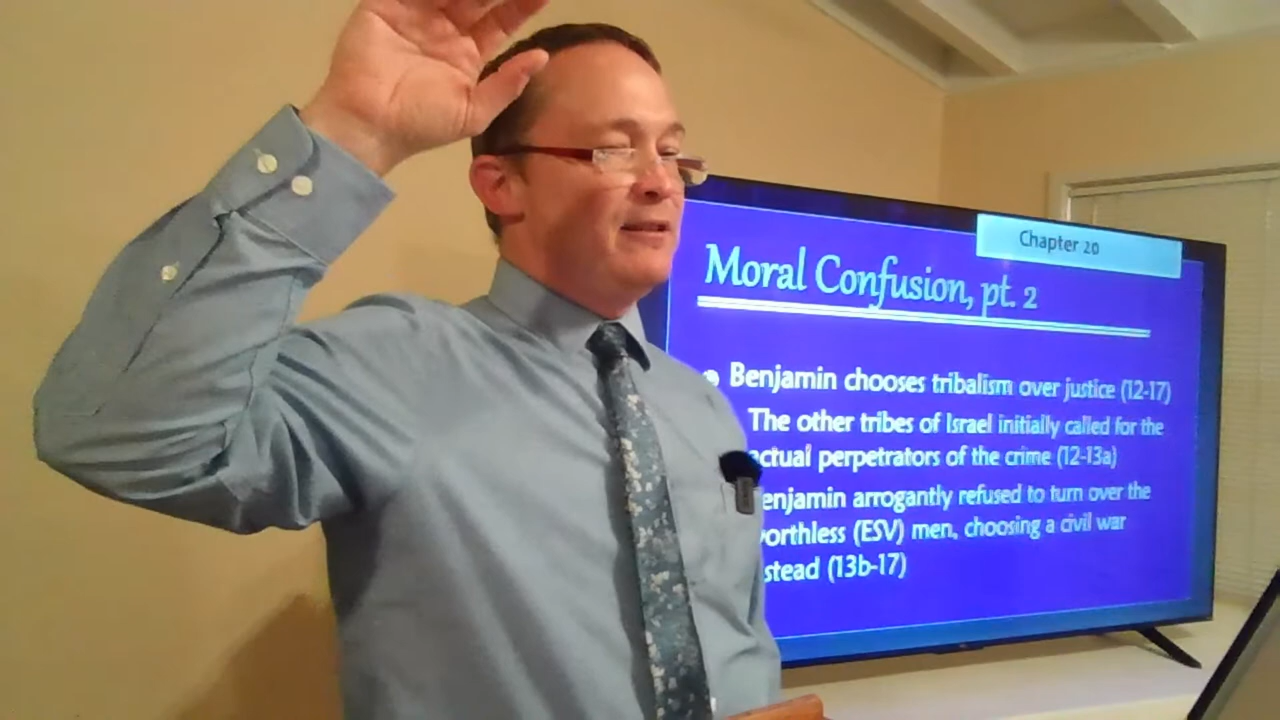 Chapter 20
Moral Confusion, pt. 2
Benjamin chooses tribalism over justice (12-17)
The other tribes of Israel initially called for the
ctual perpetrators of the crime (12-13a)
enjamin arrogantly refused to turn over the
orthless (ESV) men, choosing a civil war
stead (13b-17)